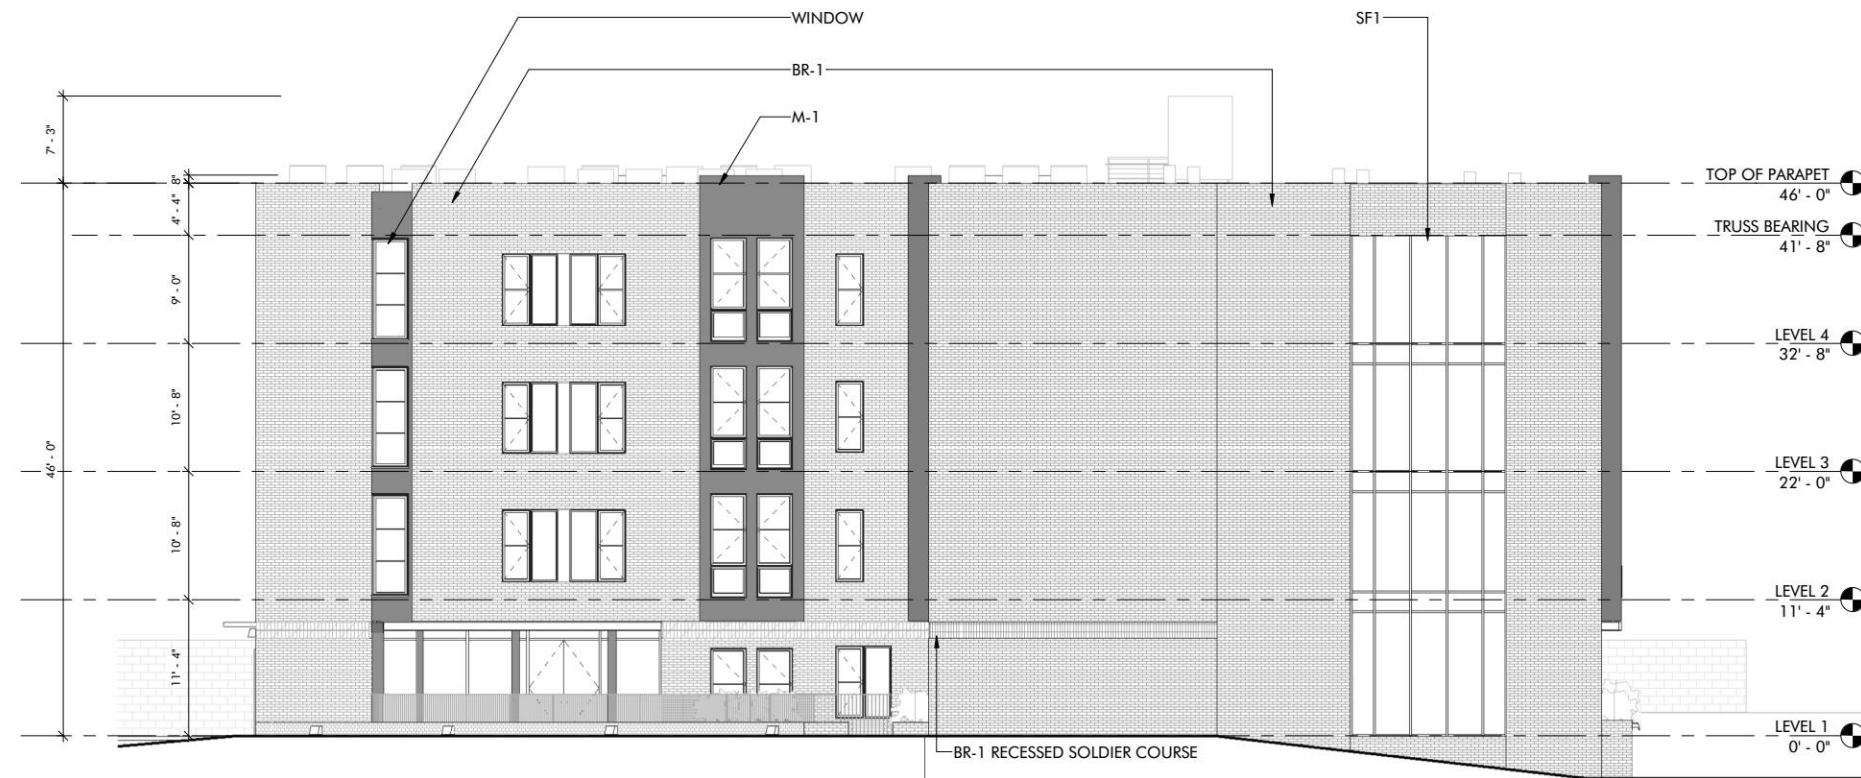 WINDOW
SF1
BR-1
M-1
7' - 3"
8"
4' - 4"
9' - 0"
10' - 8"
46' - 0"
10' - 8"
11' - 4"
TOP OF PARAPET
46' - 0"
TRUSS BEARING
41' - 8"
LEVEL 4
32' - 8"
LEVEL 3
22' - 0"
LEVEL 2
11' - 4"
LEVEL 1
0' - 0"
BR-1 RECESSED SOLDIER COURSE